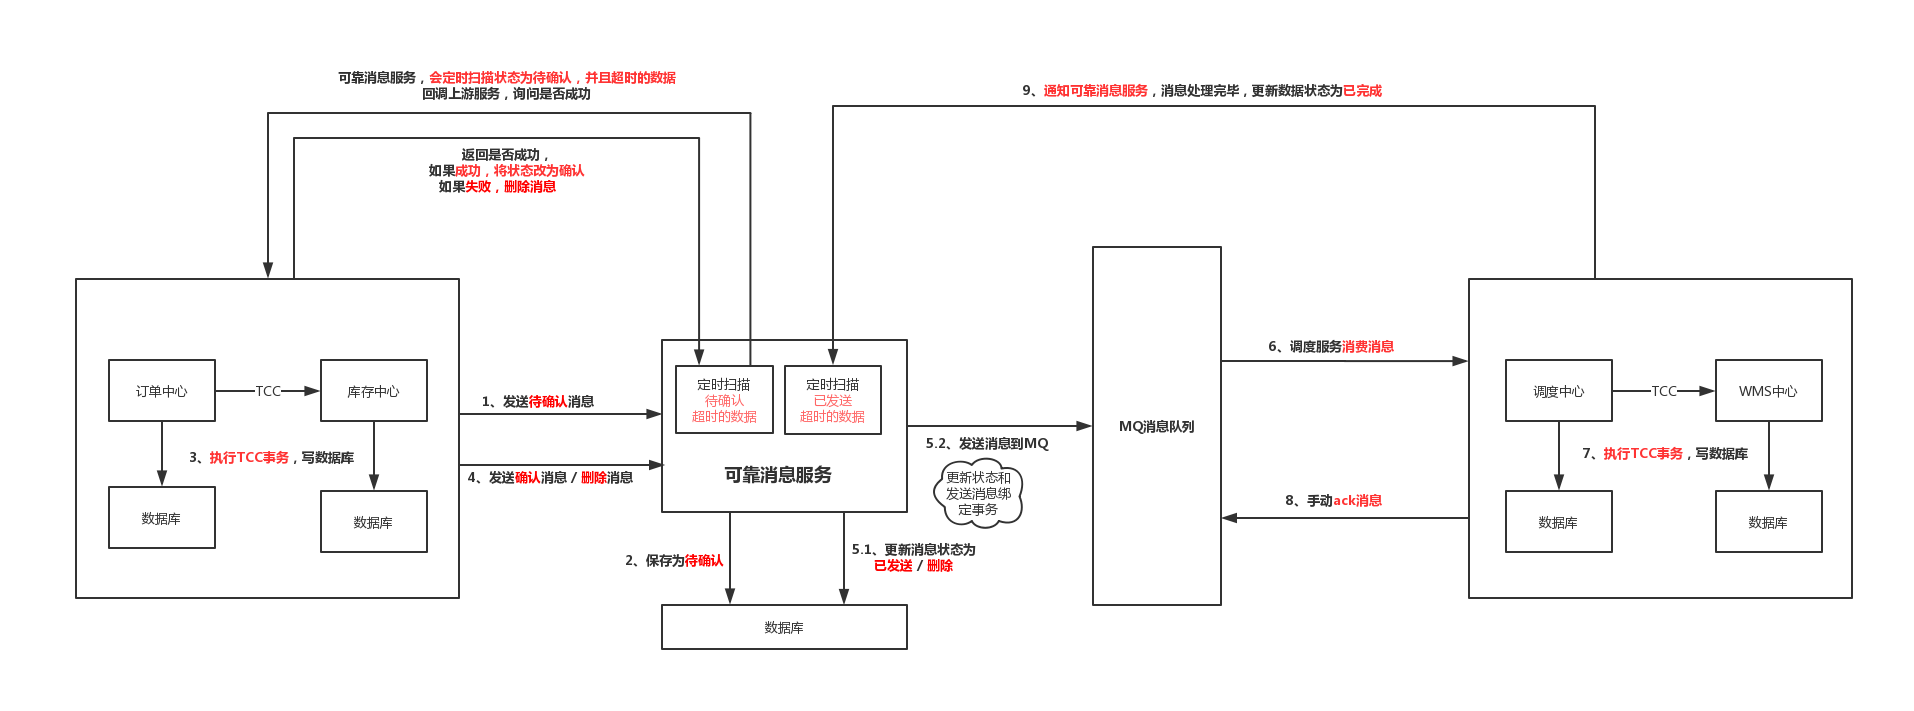 可靠消息服务，会定时扫描状态为待确认，并且超时的数据
回调上游服务，询问是否成功
9、通知可靠消息服务，消息处理完毕，更新数据状态为已完成
返回是否成功，
如果成功，将状态改为确认
如果失败，删除消息
订单中心
TCC
库存中心
3、执行TCC事务，写数据库
数据库
数据库
1、发送待确认消息
4、发送确认消息 / 删除消息
定时扫描
待确认
超时的数据
定时扫描
已发送
超时的数据
可靠消息服务
2、保存为待确认
5.1、更新消息状态为
已发送 / 删除
数据库
5.2、发送消息到MQ
更新状态和
发送消息绑
定事务
MQ消息队列
6、调度服务消费消息
8、手动ack消息
调度中心
TCC
WMS中心
7、执行TCC事务，写数据库
数据库
数据库